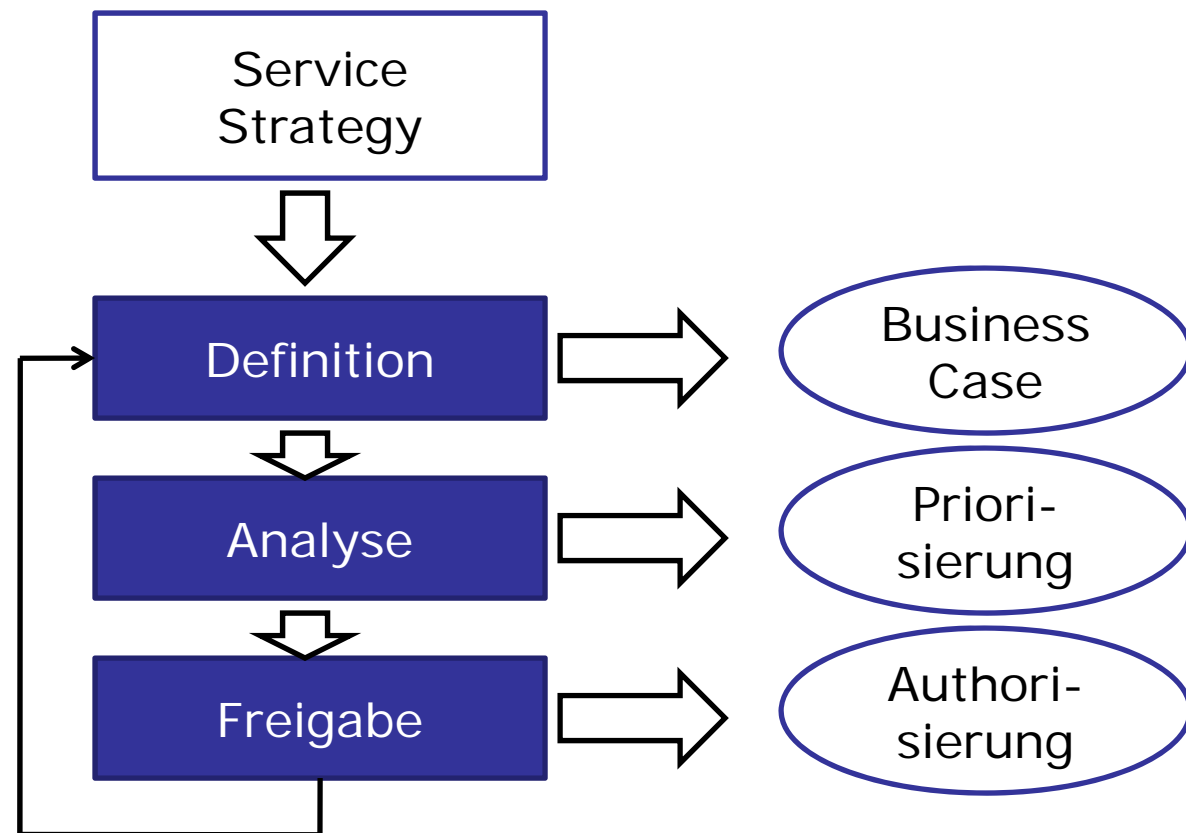 Service
Strategy
Definition
Business
Case
Analyse
Priori-
sierung
Freigabe
Authori-
sierung